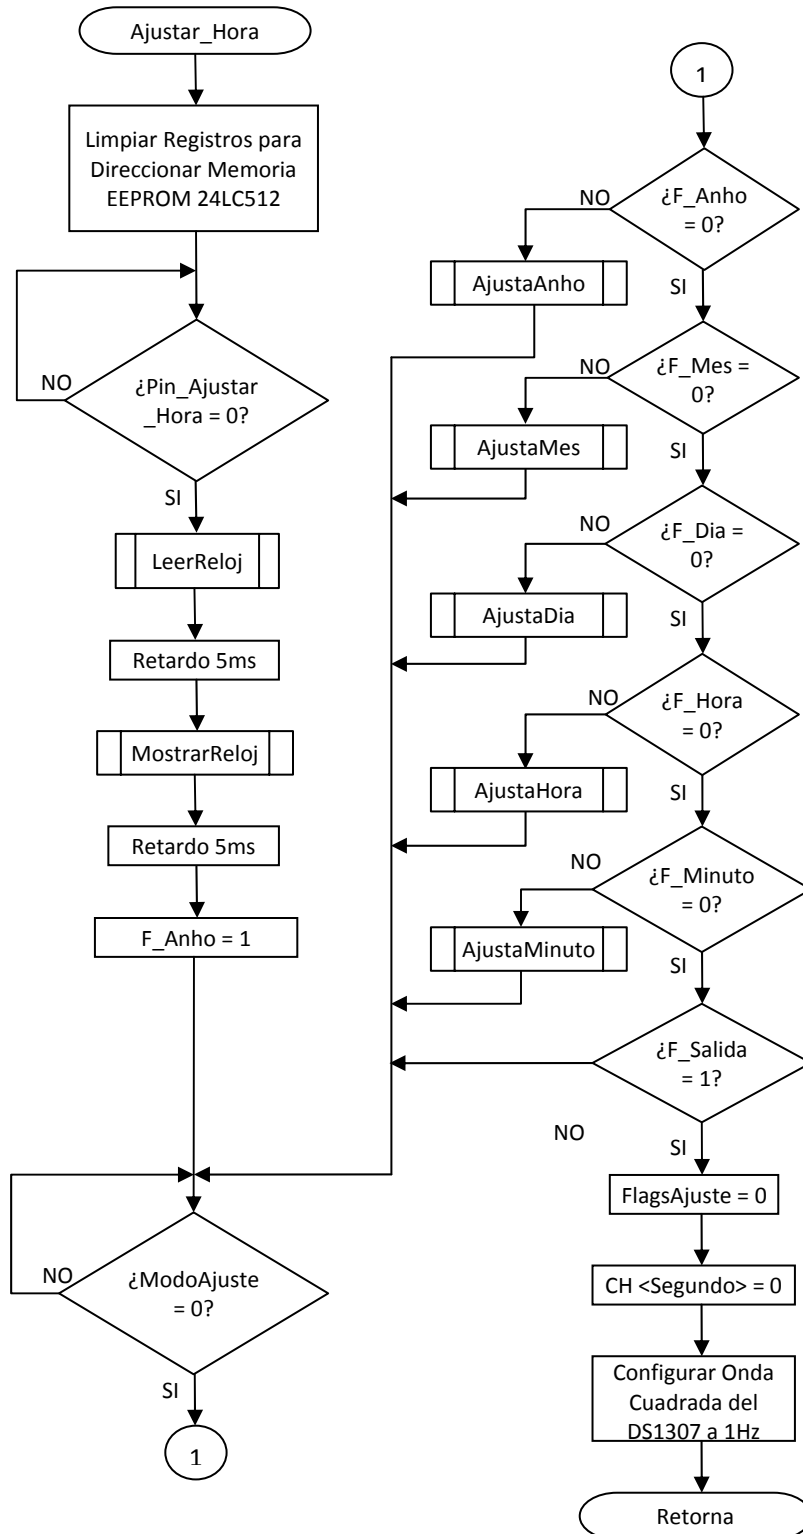 Ajustar_Hora
Limpiar Registros para
Direccionar Memoria
EEPROM 24LC512
NO
¿Pin_Ajustar
_Hora = 0?
SI
LeerReloj
Retardo 5ms
MostrarReloj
Retardo 5ms
F_Anho = 1
NO
¿ModoAjuste
= 0?
SI
1
1
NO
¿F_Anho
= 0?
SI
AjustaAnho
NO
¿F_Mes =
0?
SI
AjustaMes
NO
¿F_Dia =
0?
SI
AjustaDia
NO
¿F_Hora
= 0?
SI
AjustaHora
NO
¿F_Minuto
= 0?
SI
AjustaMinuto
¿F_Salida
= 1?
NO
SI
FlagsAjuste = 0
CH <Segundo> = 0
Configurar Onda
Cuadrada del
DS1307 a 1Hz
Retorna